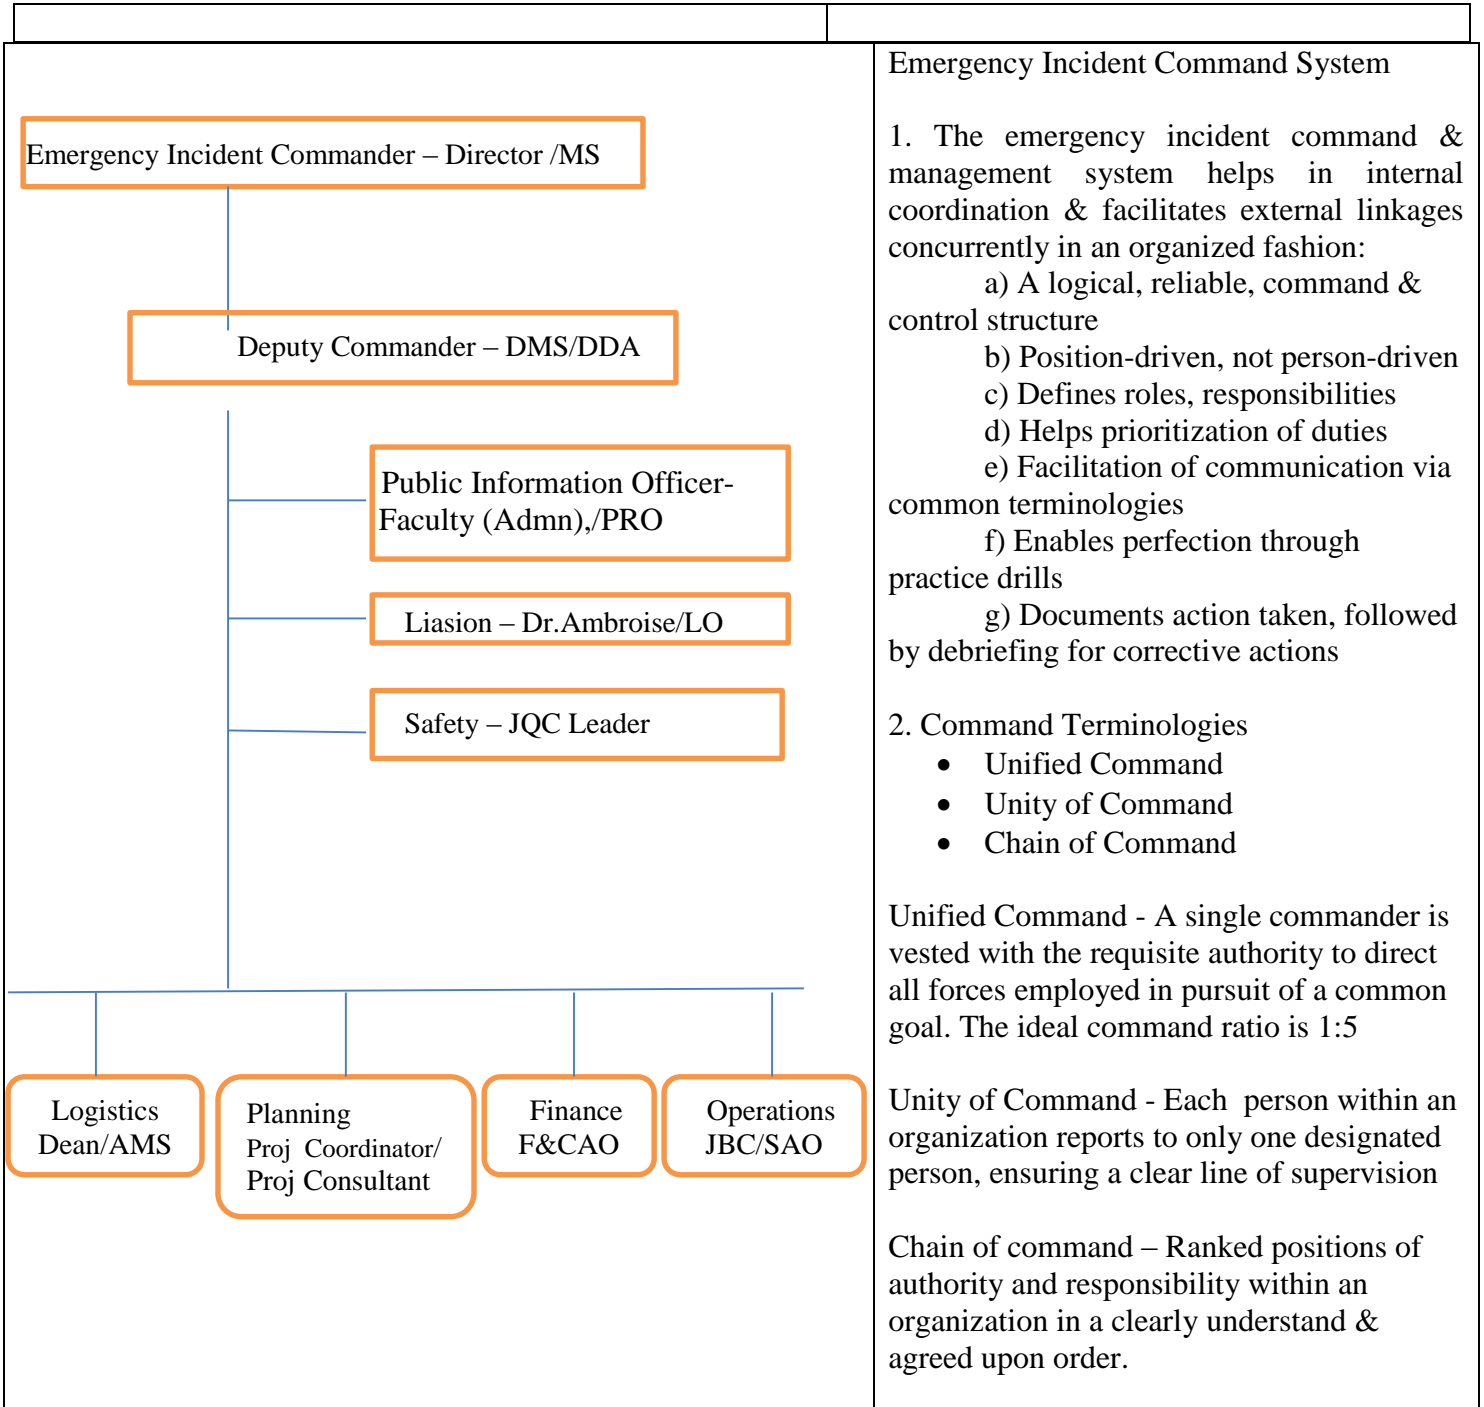 Emergency Incident Commander – Director /MS
Deputy Commander – DMS/DDA
Public Information Officer-
Faculty (Admn),/PRO
Liasion – Dr.Ambroise/LO
Safety – JQC Leader
Logistics
Dean/AMS
Planning
Proj Coordinator/
Proj Consultant
Finance
F&CAO
Operations
JBC/SAO
Emergency Incident Command System
1. The emergency incident command &
management system helps in internal
coordination & facilitates external linkages
concurrently in an organized fashion:
a) A logical, reliable, command &
control structure
b) Position-driven, not person-driven
c) Defines roles, responsibilities
d) Helps prioritization of duties
e) Facilitation of communication via
common terminologies
f) Enables perfection through
practice drills
g) Documents action taken, followed
by debriefing for corrective actions
2. Command Terminologies
• Unified Command
• Unity of Command
• Chain of Command
Unified Command - A single commander is
vested with the requisite authority to direct
all forces employed in pursuit of a common
goal. The ideal command ratio is 1:5
Unity of Command - Each person within an
organization reports to only one designated
person, ensuring a clear line of supervision
Chain of command – Ranked positions of
authority and responsibility within an
organization in a clearly understand &
agreed upon order.